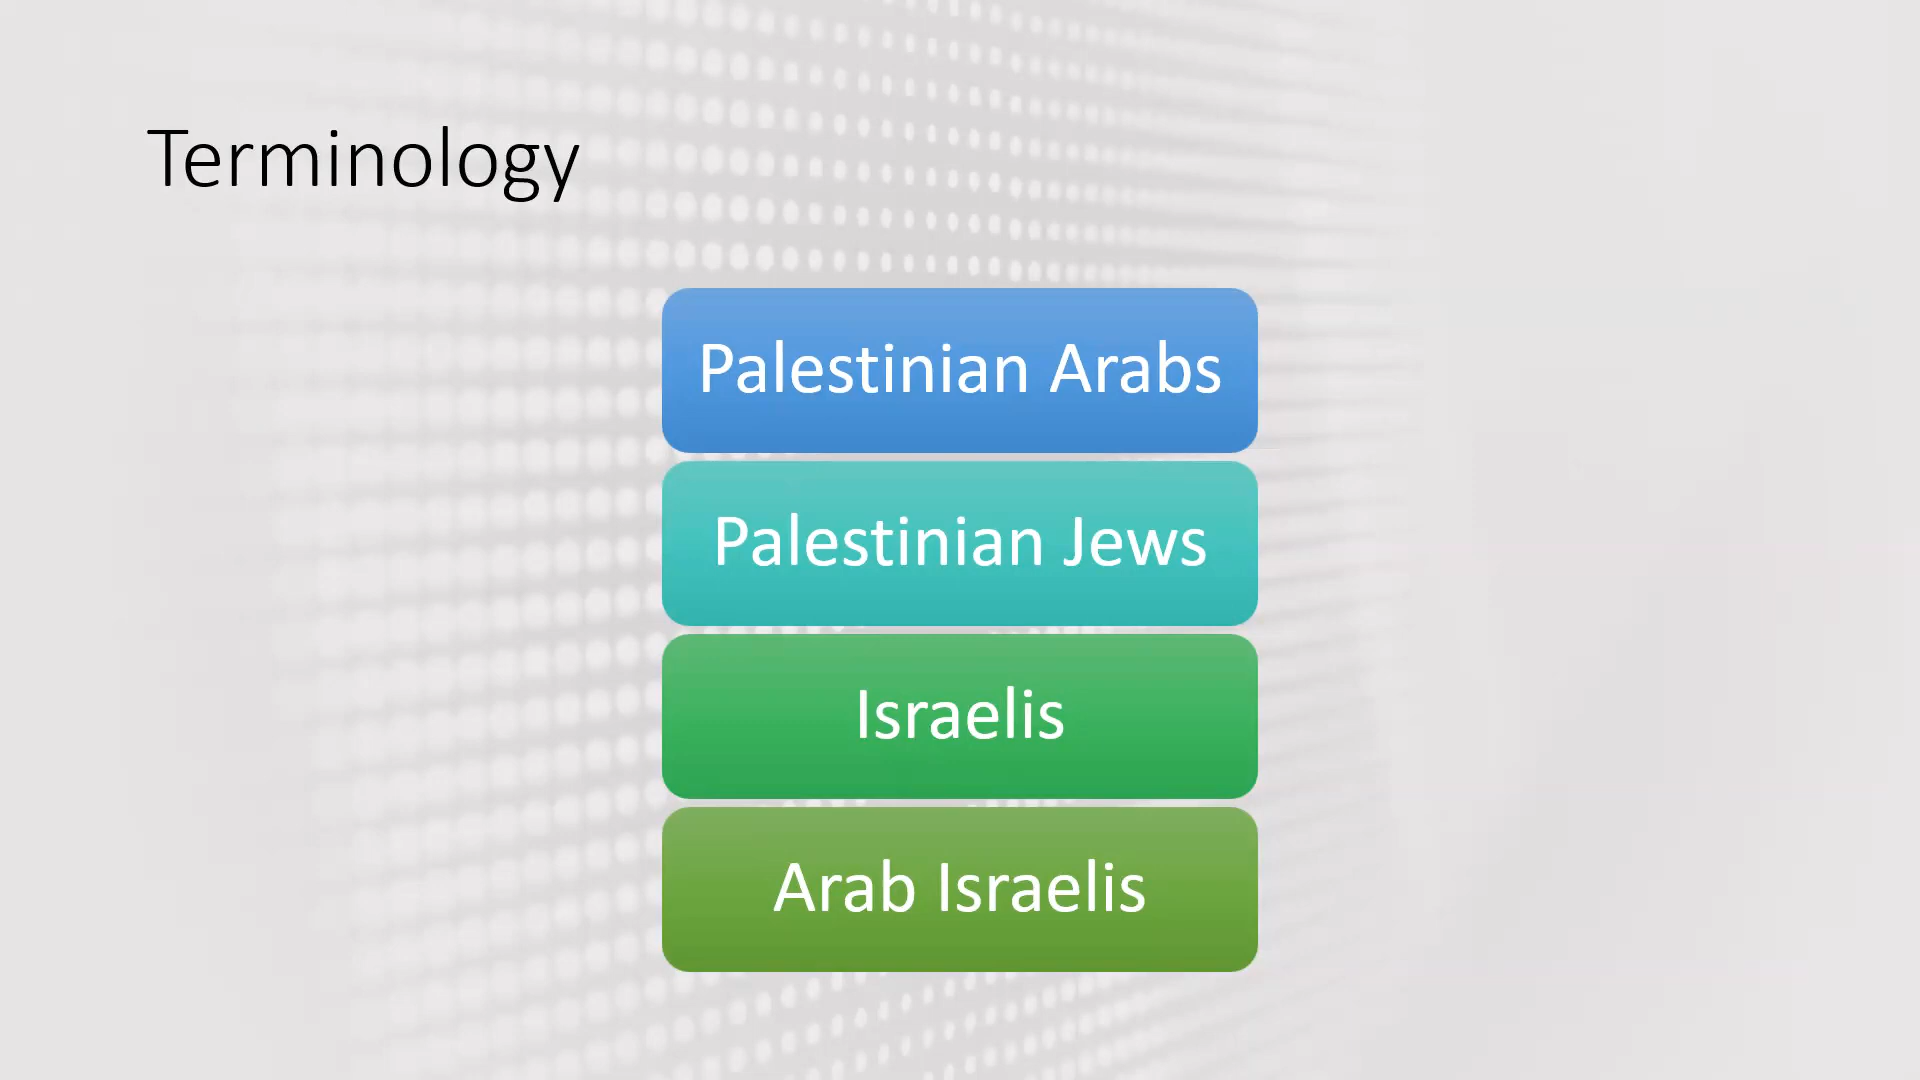 Terminology
Palestinian Arabs
Palestinian Jews
Israelis
Arab Israelis